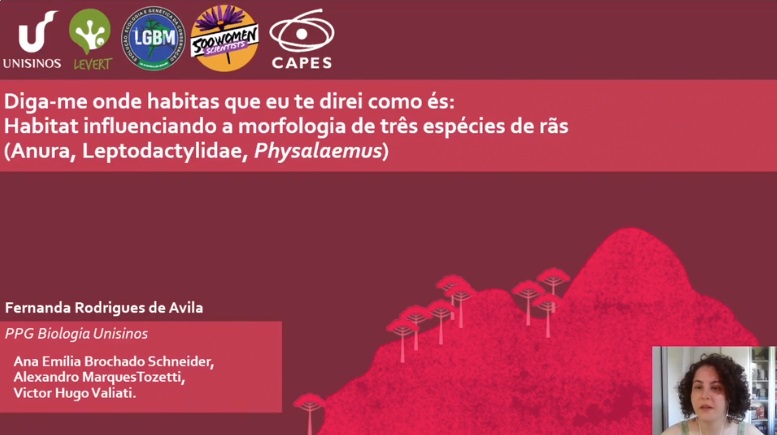 UNISINOS
LEVERT
LGBM
500WOMEN
SCIENTISTS
CAPES
Diga-me onde habitas que eu te direi como és:
Habitat influenciando a morfologia de três espécies de rãs
(Anura, Leptodactylidae, Physalaemus)
Fernanda Rodrigues de Avila
PPG Biologia Unisinos
Ana Emília Brochado Schneider,
Alexandro MarquesTozetti,
Victor Hugo Valiati.